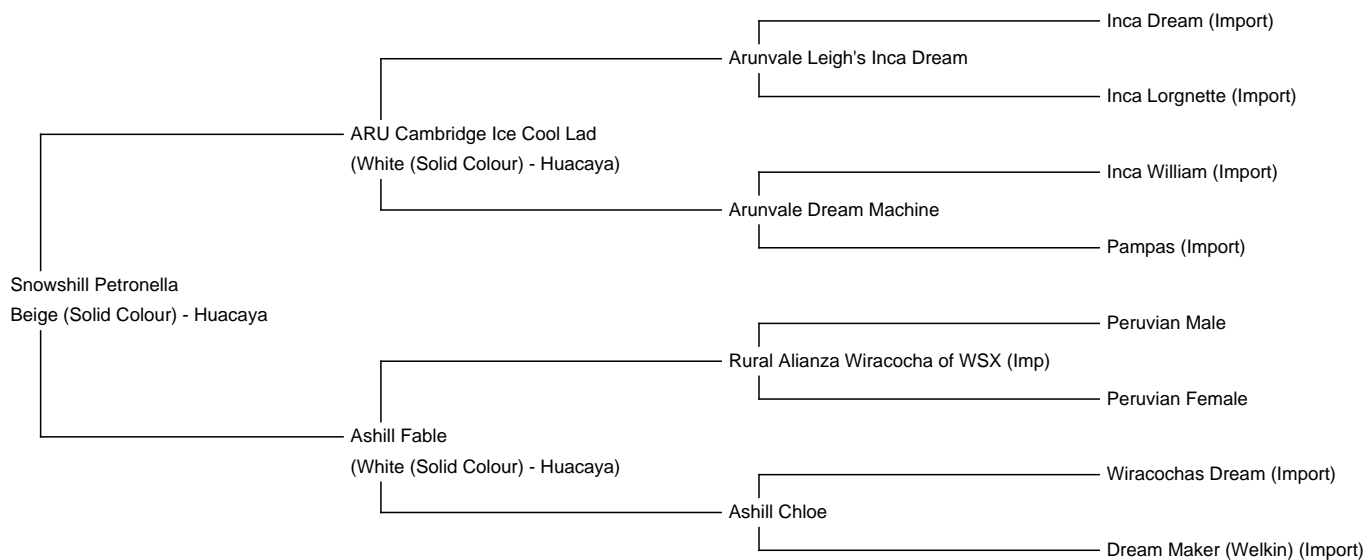 Inca Dream (Import)
Arunvale Leigh's Inca Dream
Inca Lorgnette (Import)
ARU Cambridge Ice Cool Lad
(White (Solid Colour) - Huacaya)
Inca William (Import)
Arunvale Dream Machine
Pampas (Import)
Snowshill Petronella
Beige (Solid Colour) - Huacaya
Peruvian Male
Rural Alianza Wiracocha of WSX (Imp)
Peruvian Female
Ashill Fable
(White (Solid Colour) - Huacaya)
Wiracochas Dream (Import)
Ashill Chloe
Dream Maker (Welkin) (Import)